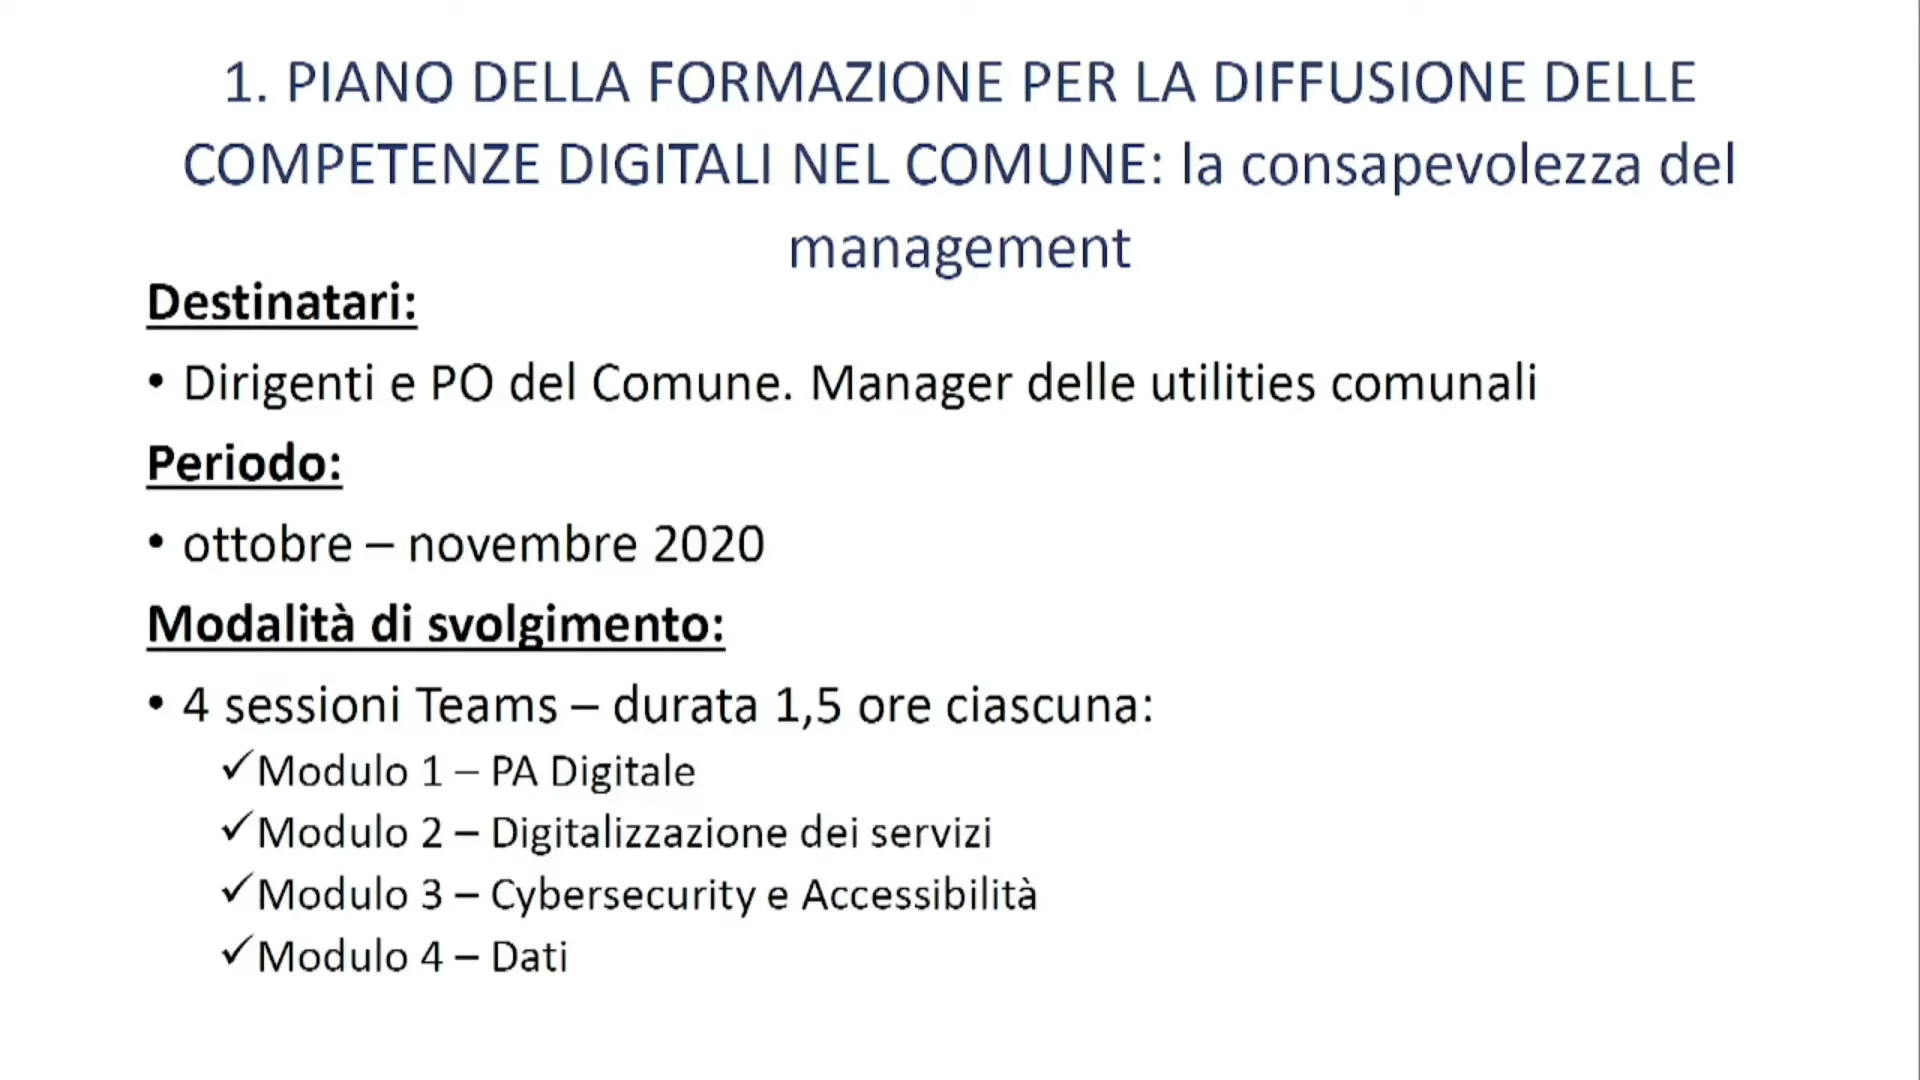 1. PIANO DELLA FORMAZIONE PER LA DIFFUSIONE DELLE
COMPETENZE DIGITALI NEL COMUNE: la consapevolezza del
management
Destinatari:
• Dirigenti e PO del Comune. Manager delle utilities comunali
Periodo:
• ottobre – novembre 2020
Modalità di svolgimento:
• 4 sessioni Teams – durata 1,5 ore ciascuna:
✓Modulo 1 – PA Digitale
✓Modulo 2 – Digitalizzazione dei servizi
✓Modulo 3 – Cybersecurity e Accessibilità
✓Modulo 4 – Dati